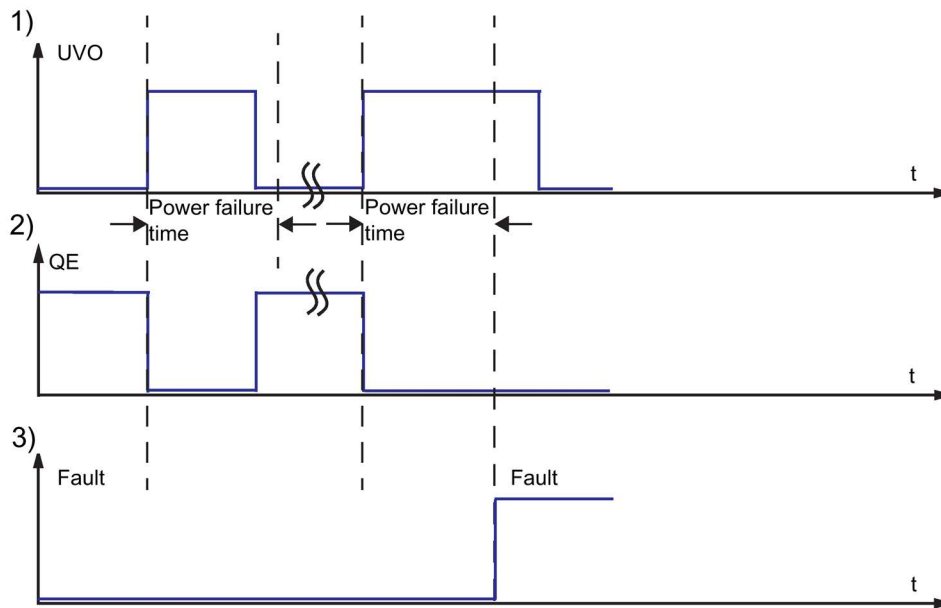 1)
UVO
t
Power failure
time
Power failure
time
2)
QE
t
3)
Fault
Fault
t